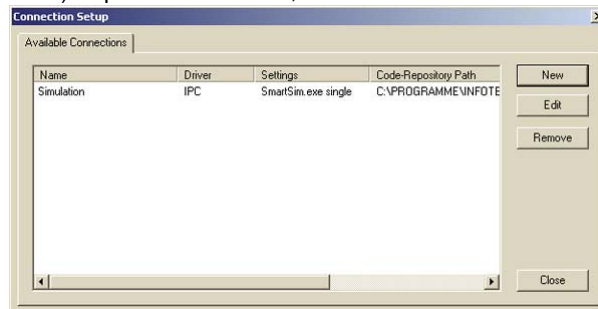 Connection Setup
Available Connections
Name Driver Settings Code-Repository Path
Simulation IPC SmartSim.exe single C:\PROGRAMME\INFOTE
New
Edit
Remove
Close